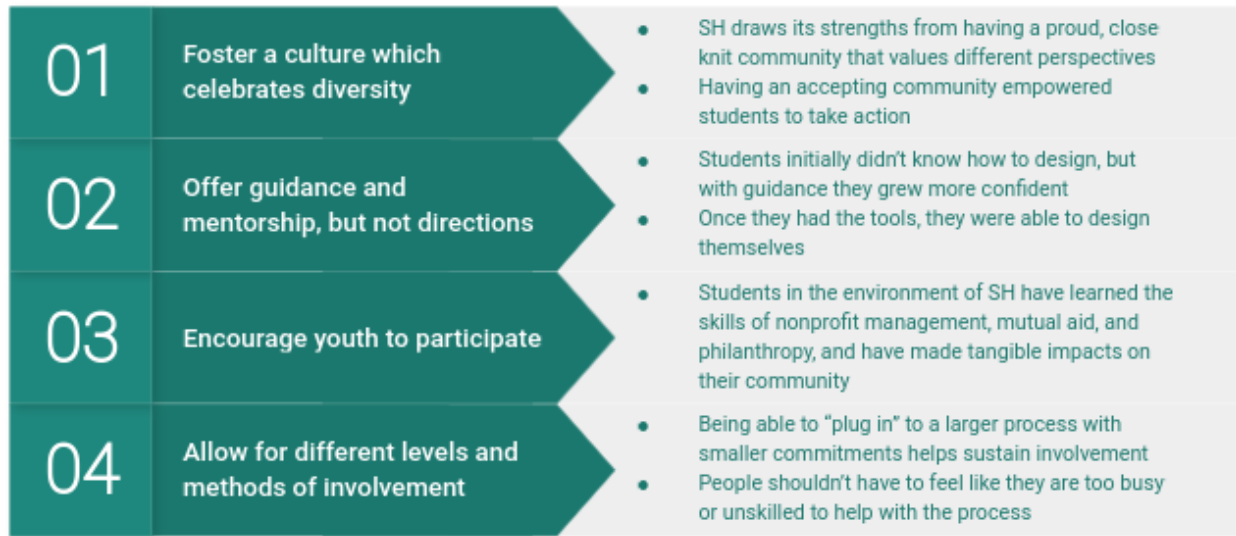 01
Foster a culture which
celebrates diversity
• SH draws its strengths from having a proud, close
knit community that values different perspectives
• Having an accepting community empowered
students to take action
02
Offer guidance and
mentorship, but not directions
• Students initially didn’t know how to design, but
with guidance they grew more confident
• Once they had the tools, they were able to design
themselves
03
Encourage youth to participate
• Students in the environment of SH have learned the
skills of nonprofit management, mutual aid, and
philanthropy, and have made tangible impacts on
their community
04
Allow for different levels and
methods of involvement
• Being able to “plug in” to a larger process with
smaller commitments helps sustain involvement
• People shouldn’t have to feel like they are too busy
or unskilled to help with the process